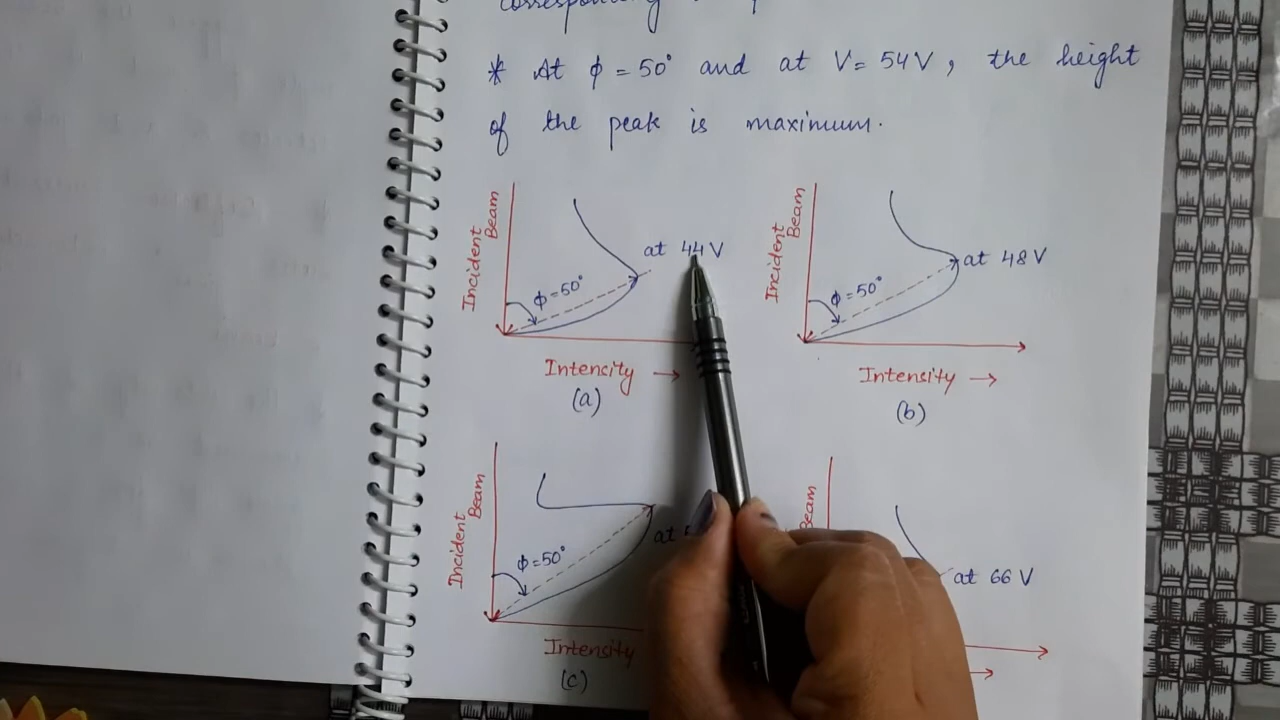 corresponding
* At ϕ = 50° and at V = 54V, the height
of the peak is maximum.
Incident Beam
at 44V
ϕ=50°
Intensity →
(a)
Incident Beam
at 48V
ϕ=50°
Intensity →
(b)
Incident Beam
at
ϕ=50°
Intensity
(c)
Beam
at 66V